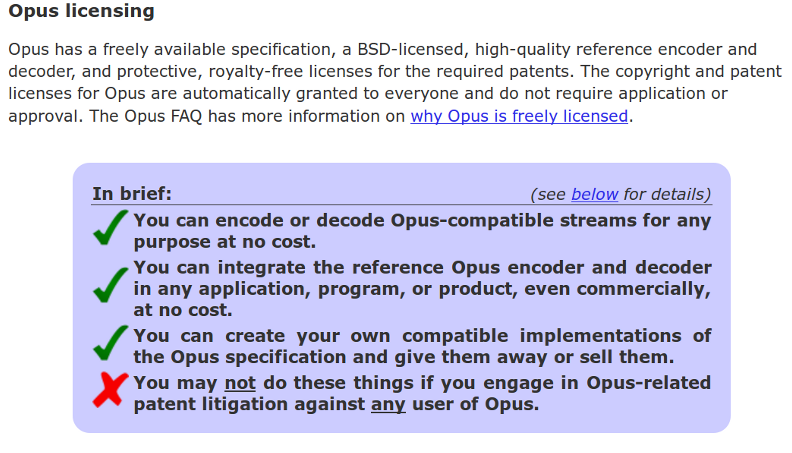 Opus licensing
Opus has a freely available specification, a BSD-licensed, high-quality reference encoder and
decoder, and protective, royalty-free licenses for the required patents. The copyright and patent
licenses for Opus are automatically granted to everyone and do not require application or
approval. The Opus FAQ has more information on why Opus is freely licensed.
In brief: (see below for details)
You can encode or decode Opus-compatible streams for any
purpose at no cost.
You can integrate the reference Opus encoder and decoder
in any application, program, or product, even commercially,
at no cost.
You can create your own compatible implementations of
the Opus specification and give them away or sell them.
You may not do these things if you engage in Opus-related
patent litigation against any user of Opus.